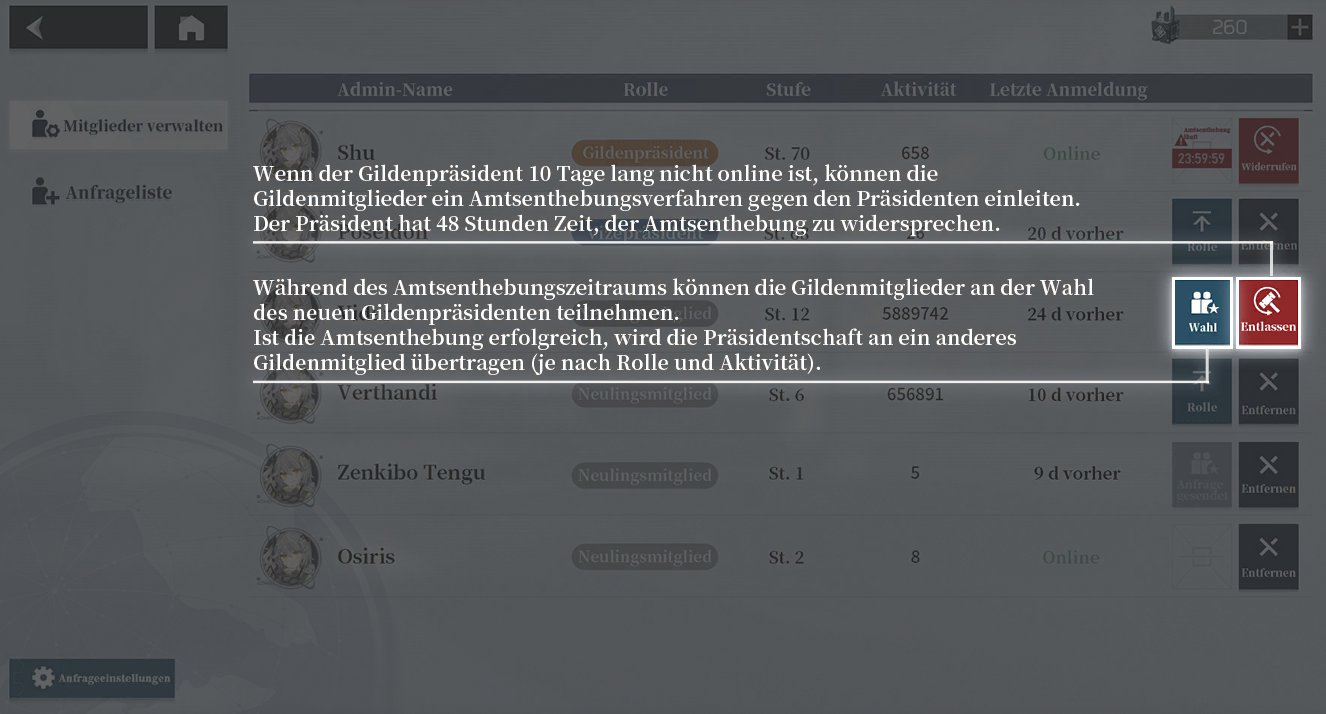 260
Admin-Name Rolle Stufe Aktivität Letzte Anmeldung
Mitglieder verwalten
Anfrageliste
Shu Gildenpräsident St. 70 658 Online
Amtsenthebung
läuft
23:59:59
Widerrufen
Wenn der Gildenpräsident 10 Tage lang nicht online ist, können die
Gildenmitglieder ein Amtsenthebungsverfahren gegen den Präsidenten einleiten.
Der Präsident hat 48 Stunden Zeit, der Amtsenthebung zu widersprechen.
Poseidon Vizepräsident 20 d vorher
Rolle
Entfernen
Während des Amtsenthebungszeitraums können die Gildenmitglieder an der Wahl
des neuen Gildenpräsidenten teilnehmen.
Ist die Amtsenthebung erfolgreich, wird die Präsidentschaft an ein anderes
Gildenmitglied übertragen (je nach Rolle und Aktivität).
St. 12 5889742 24 d vorher
Wahl
Entlassen
Verthandi Neulingsmitglied St. 6 656891 10 d vorher
Rolle
Entfernen
Zenkibo Tengu Neulingsmitglied St. 1 5 9 d vorher
Anfrage
gesendet
Entfernen
Osiris Neulingsmitglied St. 2 8 Online
Entfernen
Anfrageeinstellungen